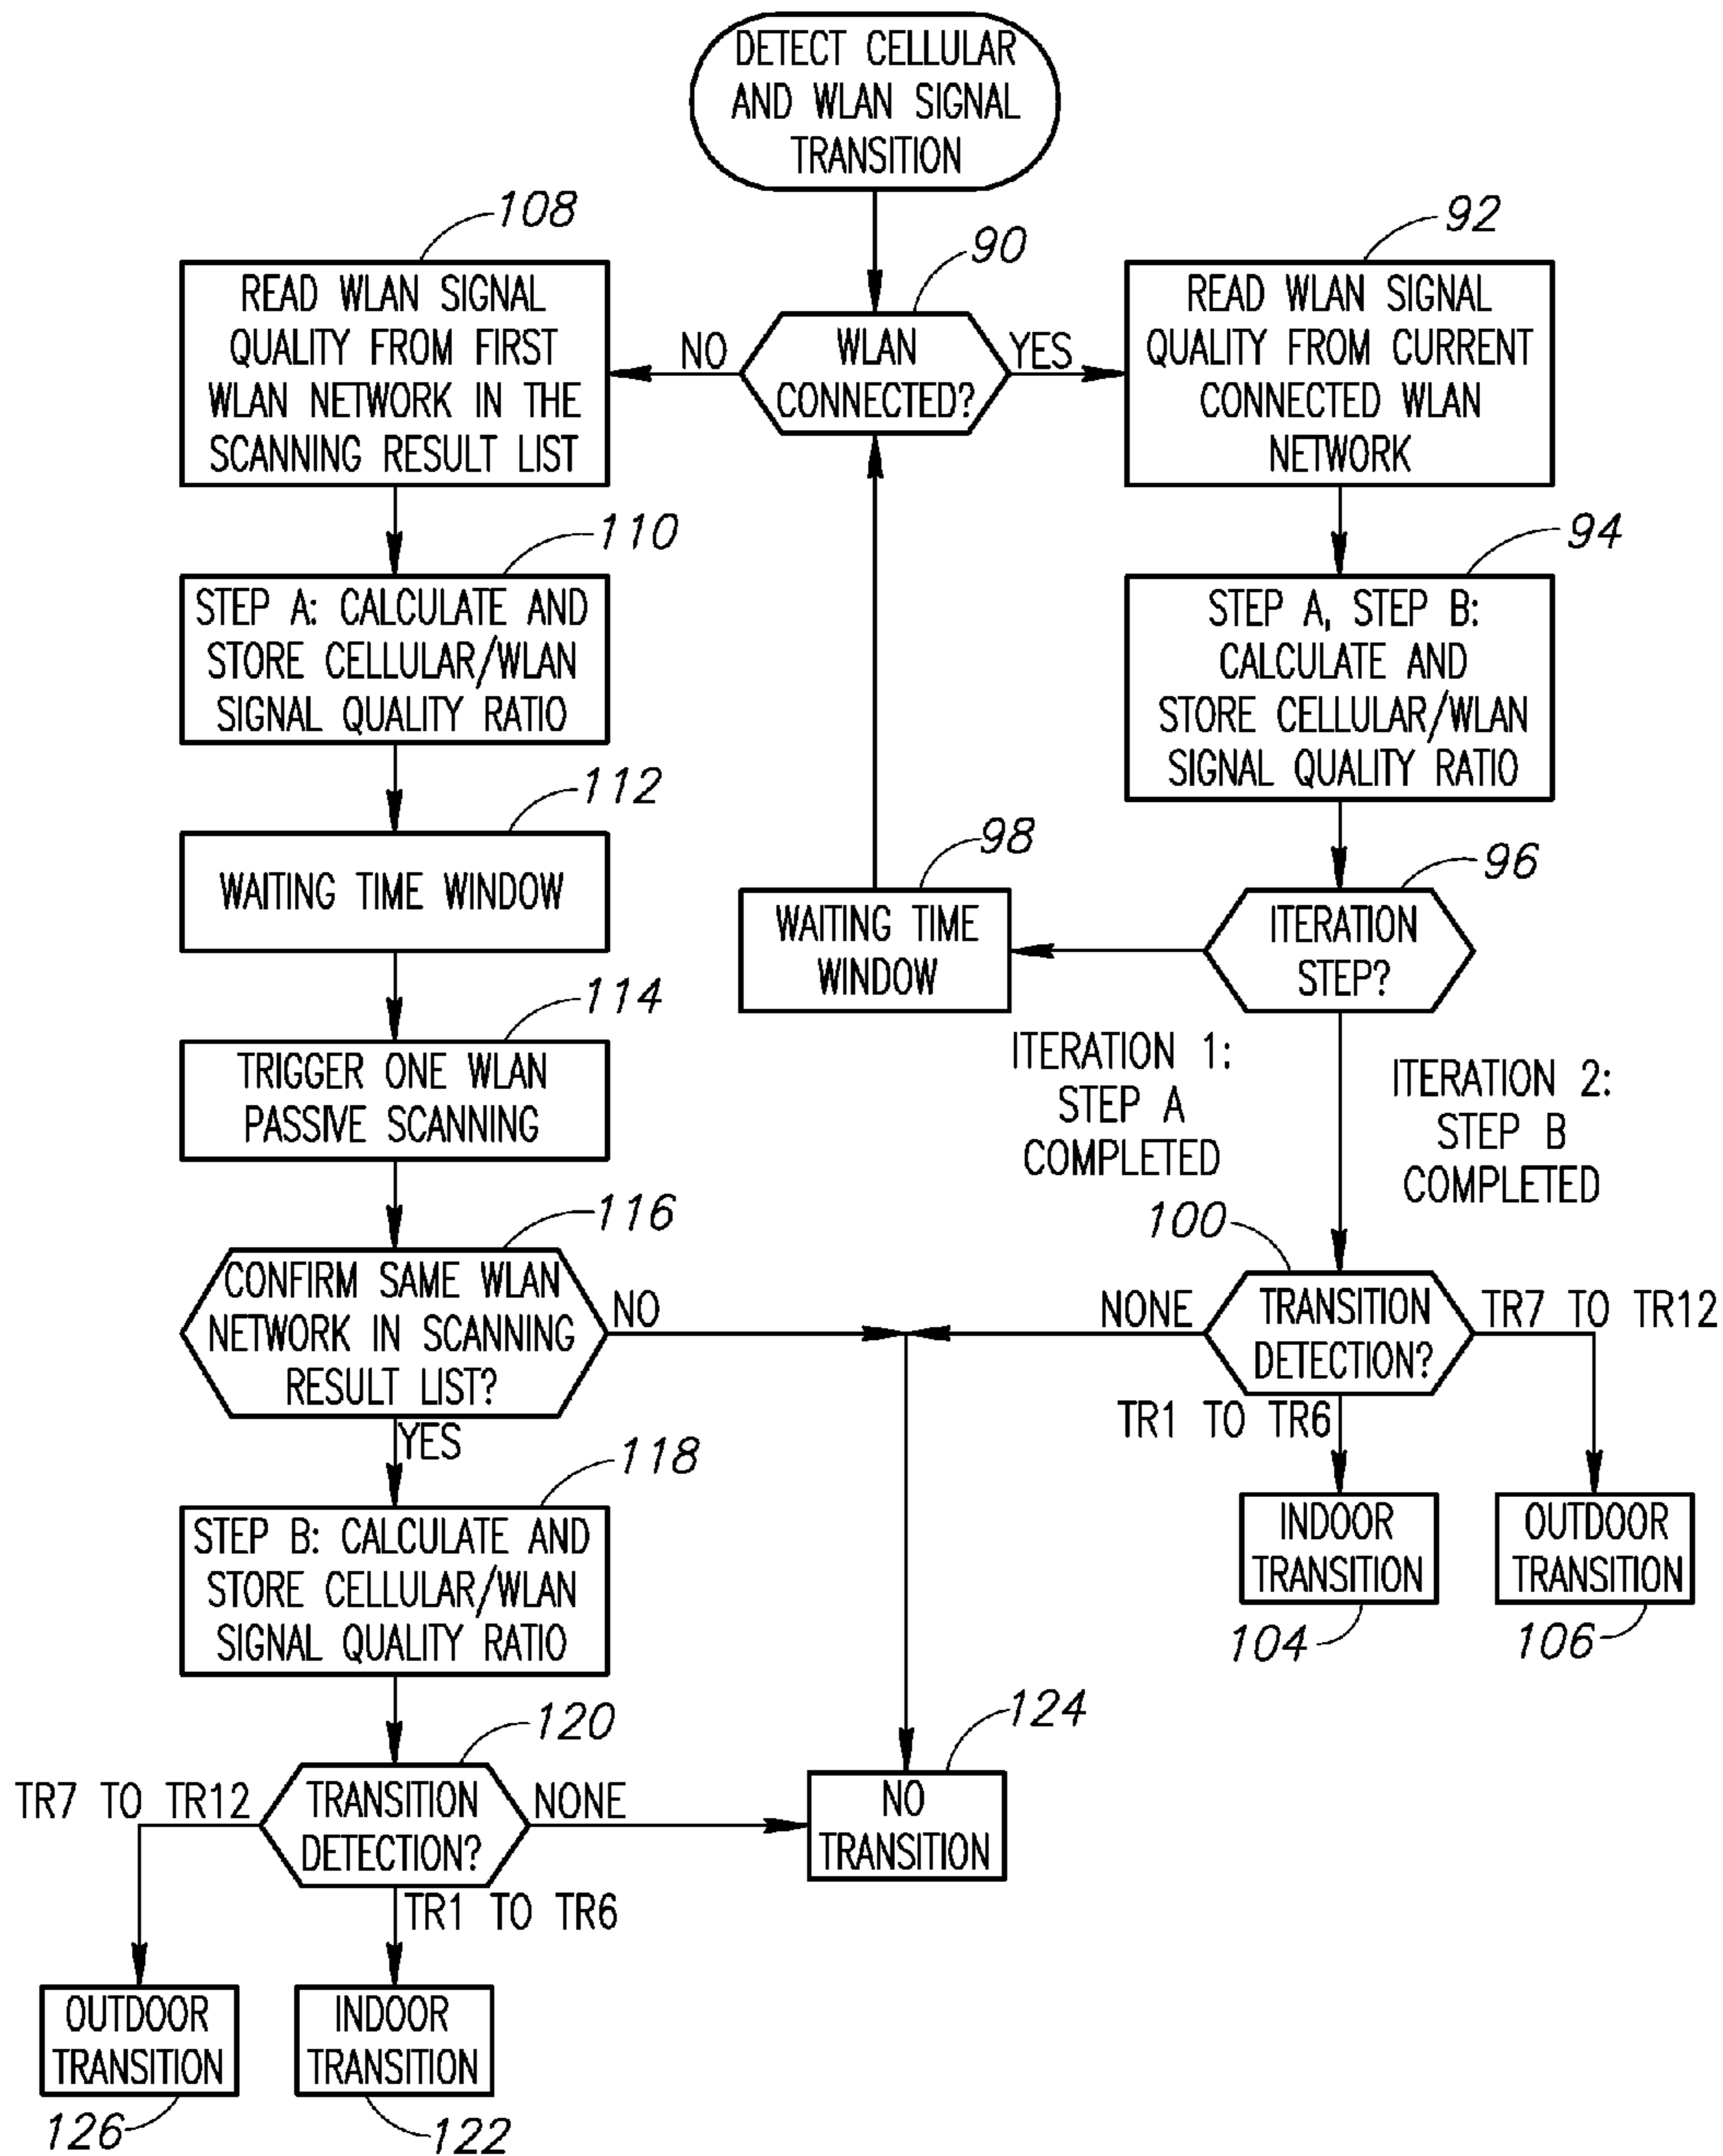 DETECT CELLULAR
AND WLAN SIGNAL
TRANSITION
108
READ WLAN SIGNAL
QUALITY FROM FIRST
WLAN NETWORK IN THE
SCANNING RESULT LIST
NO
90
WLAN
CONNECTED?
YES
92
READ WLAN SIGNAL
QUALITY FROM CURRENT
CONNECTED WLAN
NETWORK
110
STEP A: CALCULATE AND
STORE CELLULAR/WLAN
SIGNAL QUALITY RATIO
94
STEP A, STEP B:
CALCULATE AND
STORE CELLULAR/WLAN
SIGNAL QUALITY RATIO
112
WAITING TIME WINDOW
98
WAITING TIME
WINDOW
96
ITERATION
STEP?
114
TRIGGER ONE WLAN
PASSIVE SCANNING
ITERATION 1:
STEP A
COMPLETED
ITERATION 2:
STEP B
COMPLETED
116
CONFIRM SAME WLAN
NETWORK IN SCANNING
RESULT LIST?
NO
YES
100
NONE
TRANSITION
DETECTION?
TR7 TO TR12
TR1 TO TR6
118
STEP B: CALCULATE AND
STORE CELLULAR/WLAN
SIGNAL QUALITY RATIO
INDOOR
TRANSITION
104
OUTDOOR
TRANSITION
106
120
TR7 TO TR12
TRANSITION
DETECTION?
NONE
TR1 TO TR6
124
NO
TRANSITION
OUTDOOR
TRANSITION
126
INDOOR
TRANSITION
122